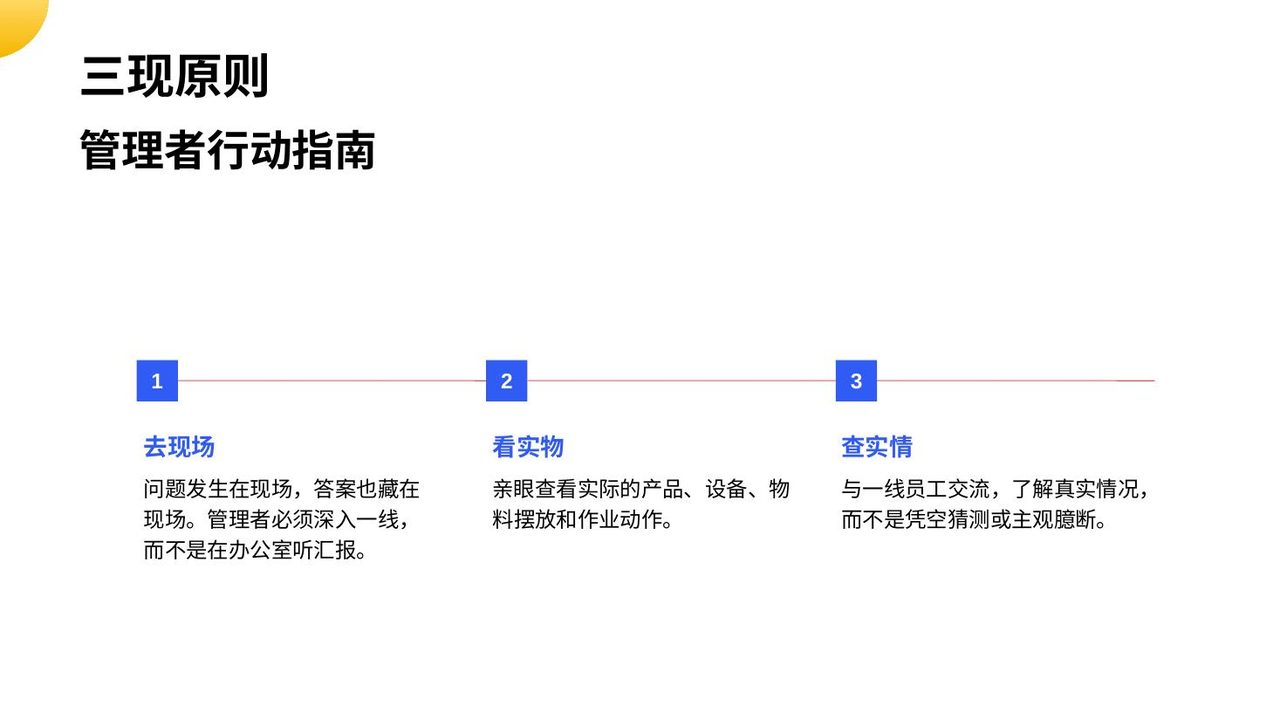 三现原则
管理者行动指南
1
去现场
问题发生在现场，答案也藏在
现场。管理者必须深入一线，
而不是在办公室听汇报。
2
看实物
亲眼查看实际的产品、设备、物
料摆放和作业动作。
3
查实情
与一线员工交流，了解真实情况，
而不是凭空猜测或主观臆断。